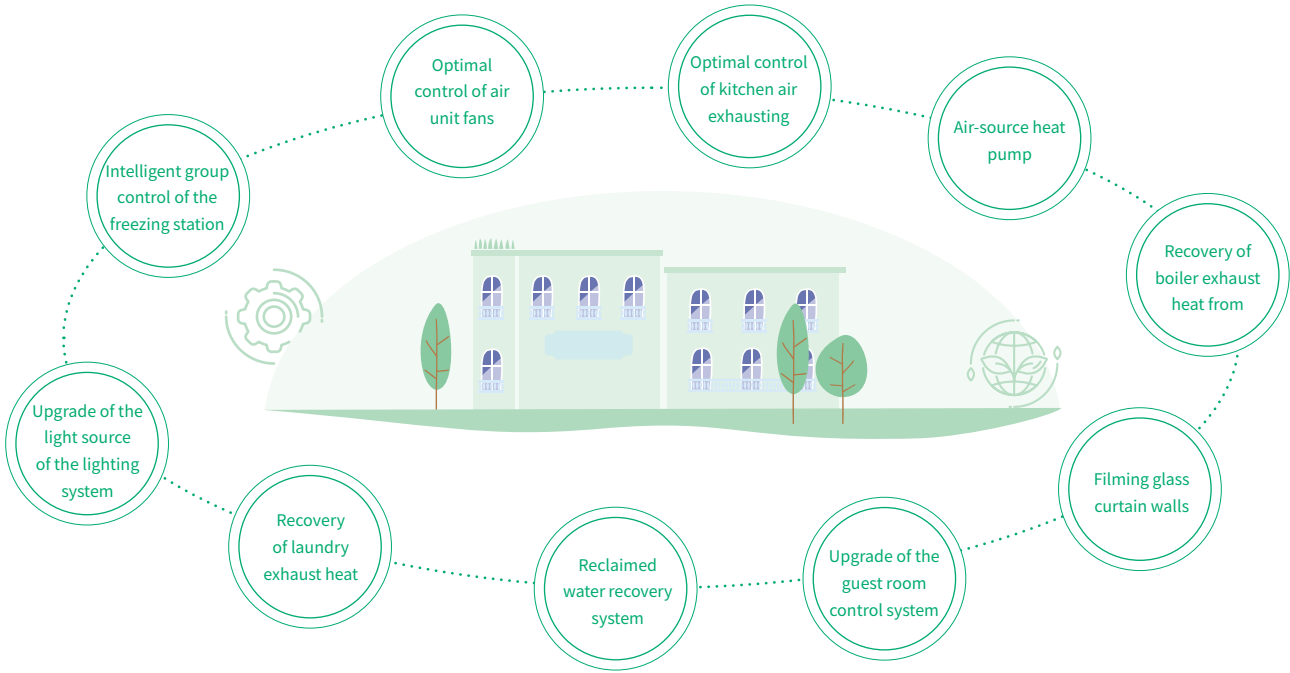 Optimal
control of air
unit fans
Optimal control
of kitchen air
exhausting
Air-source heat
pump
Recovery of
boiler exhaust
heat from
Filming glass
curtain walls
Upgrade of the
guest room
control system
Reclaimed
water recovery
system
Recovery
of laundry
exhaust heat
Upgrade of the
light source
of the lighting
system
Intelligent group
control of the
freezing station